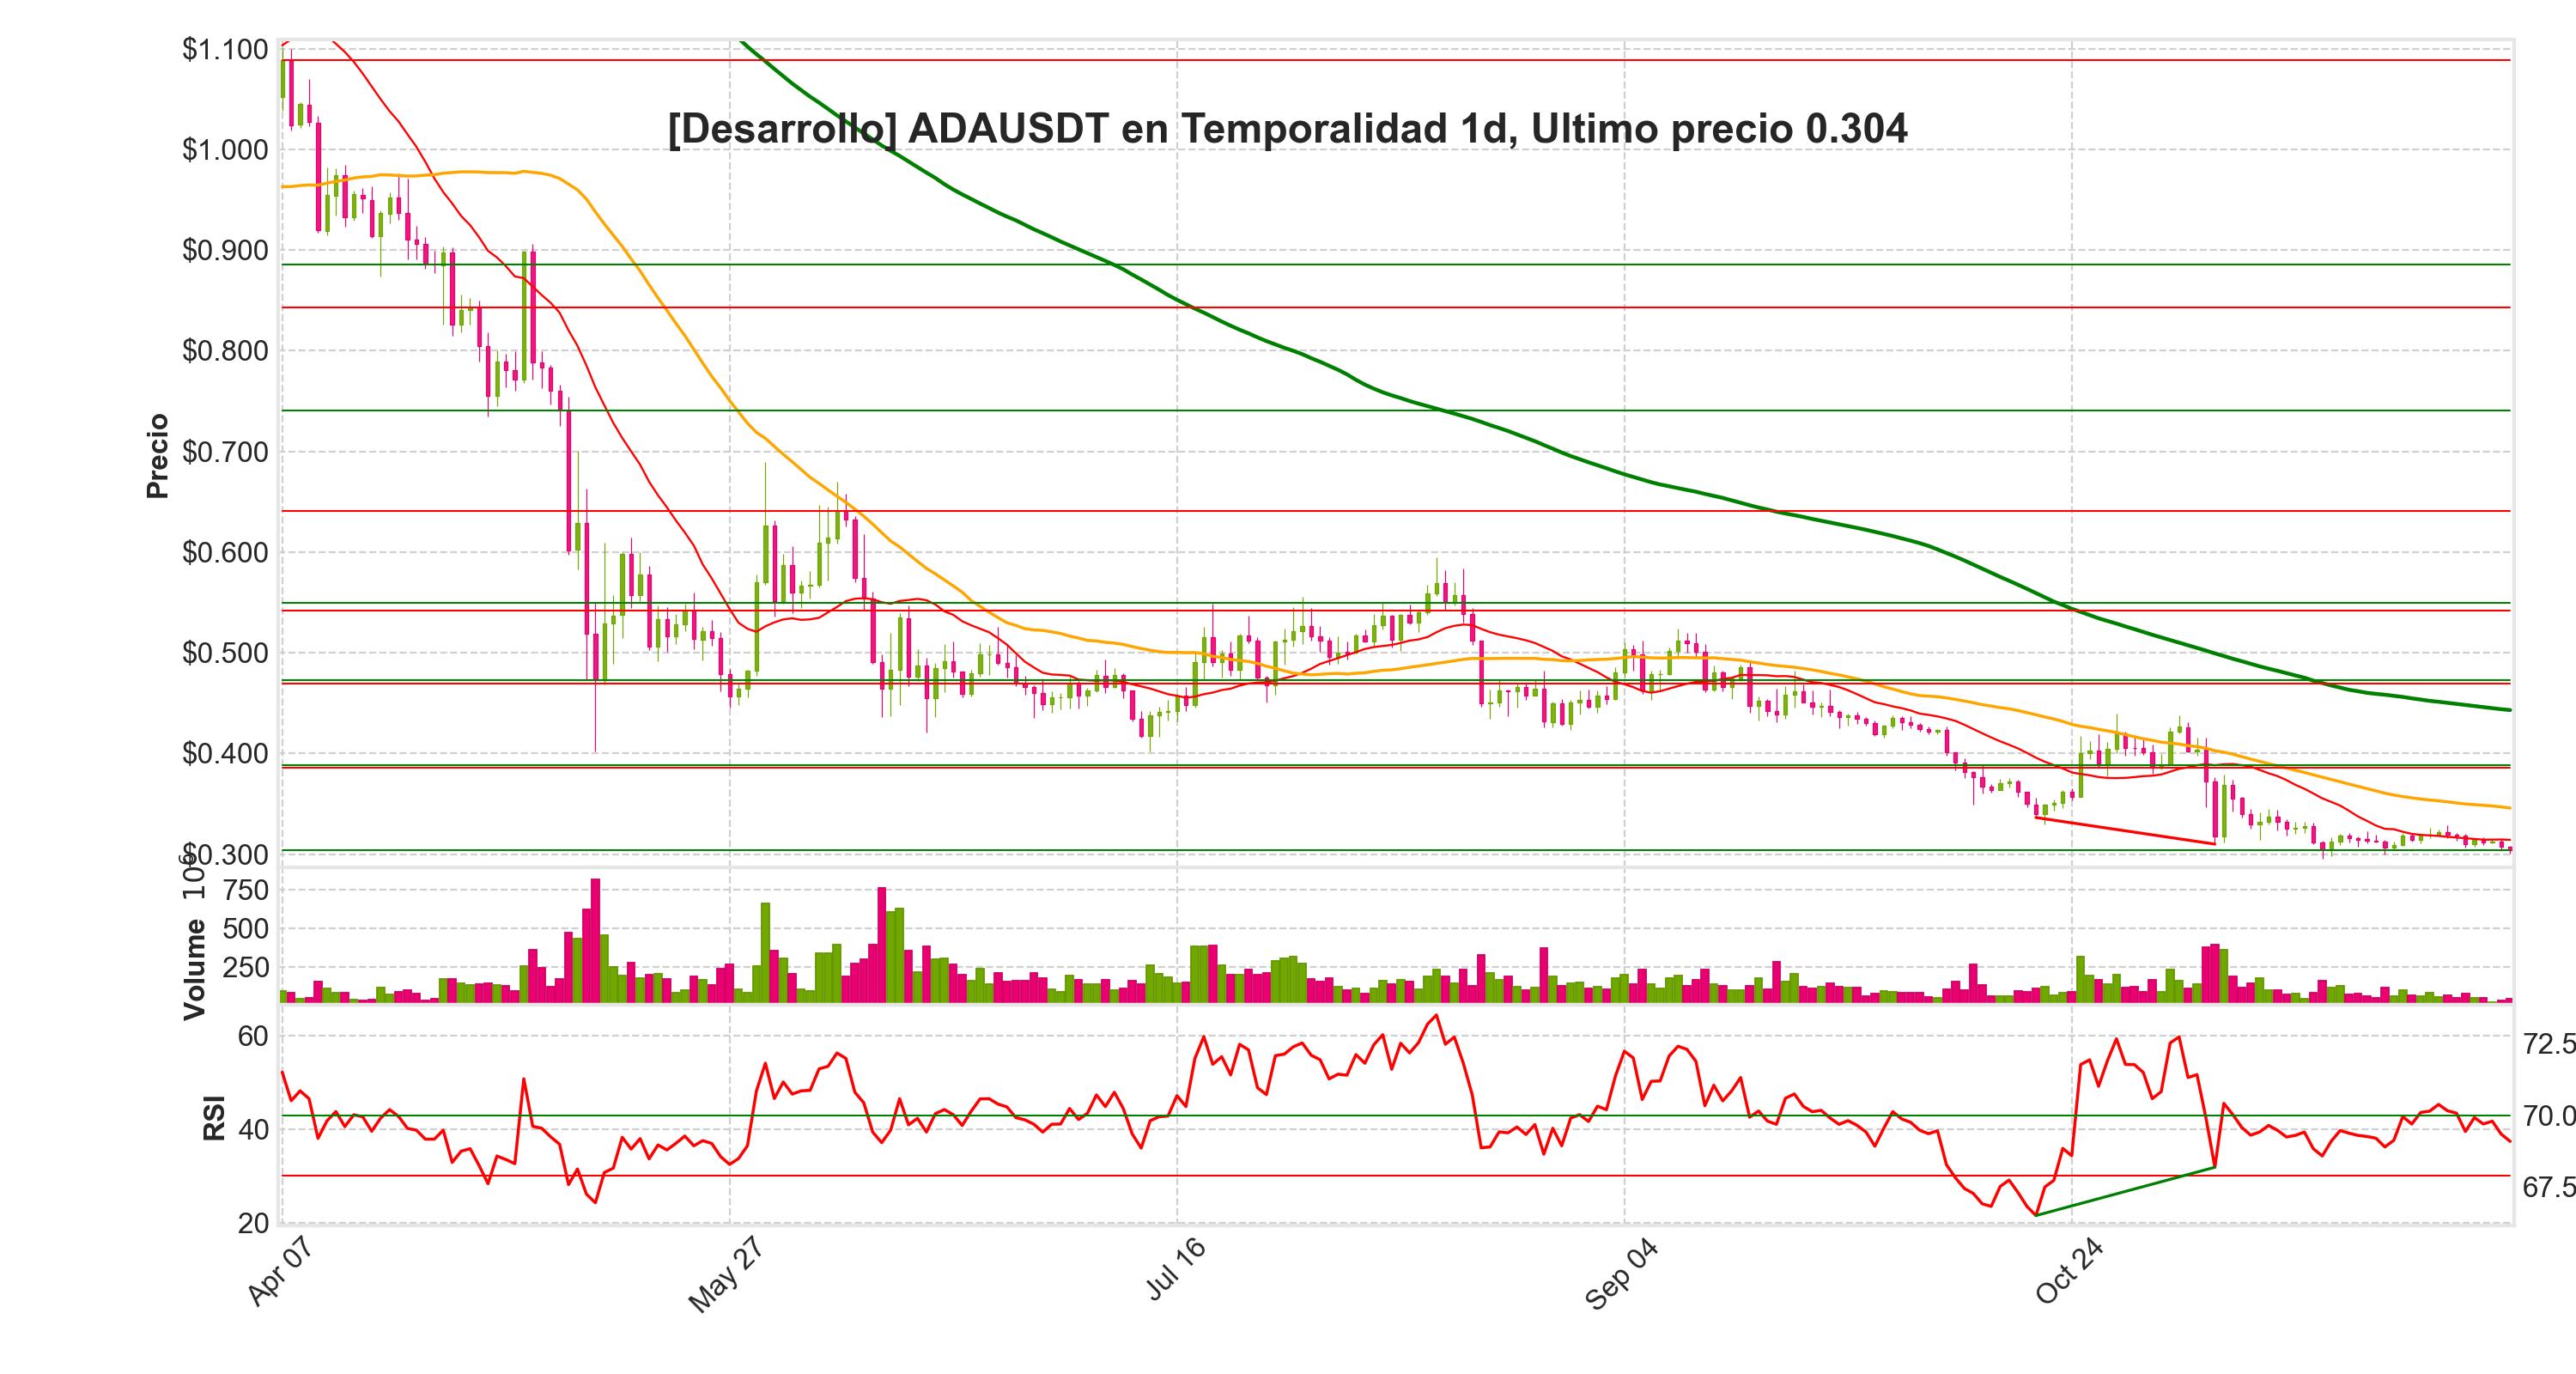 [Desarrollo] ADAUSDT en Temporalidad 1d, Ultimo precio 0.304
Precio
$1.100
$1.000
$0.900
$0.800
$0.700
$0.600
$0.500
$0.400
$0.300
Volume 10⁶
750
500
250
RSI
60
40
20
72.5
70.0
67.5
Apr 07
May 27
Jul 16
Sep 04
Oct 24